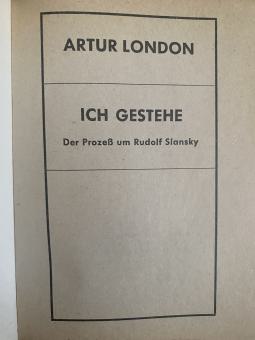 ARTUR LONDON
ICH GESTEHE
Der Prozeß um Rudolf Slansky